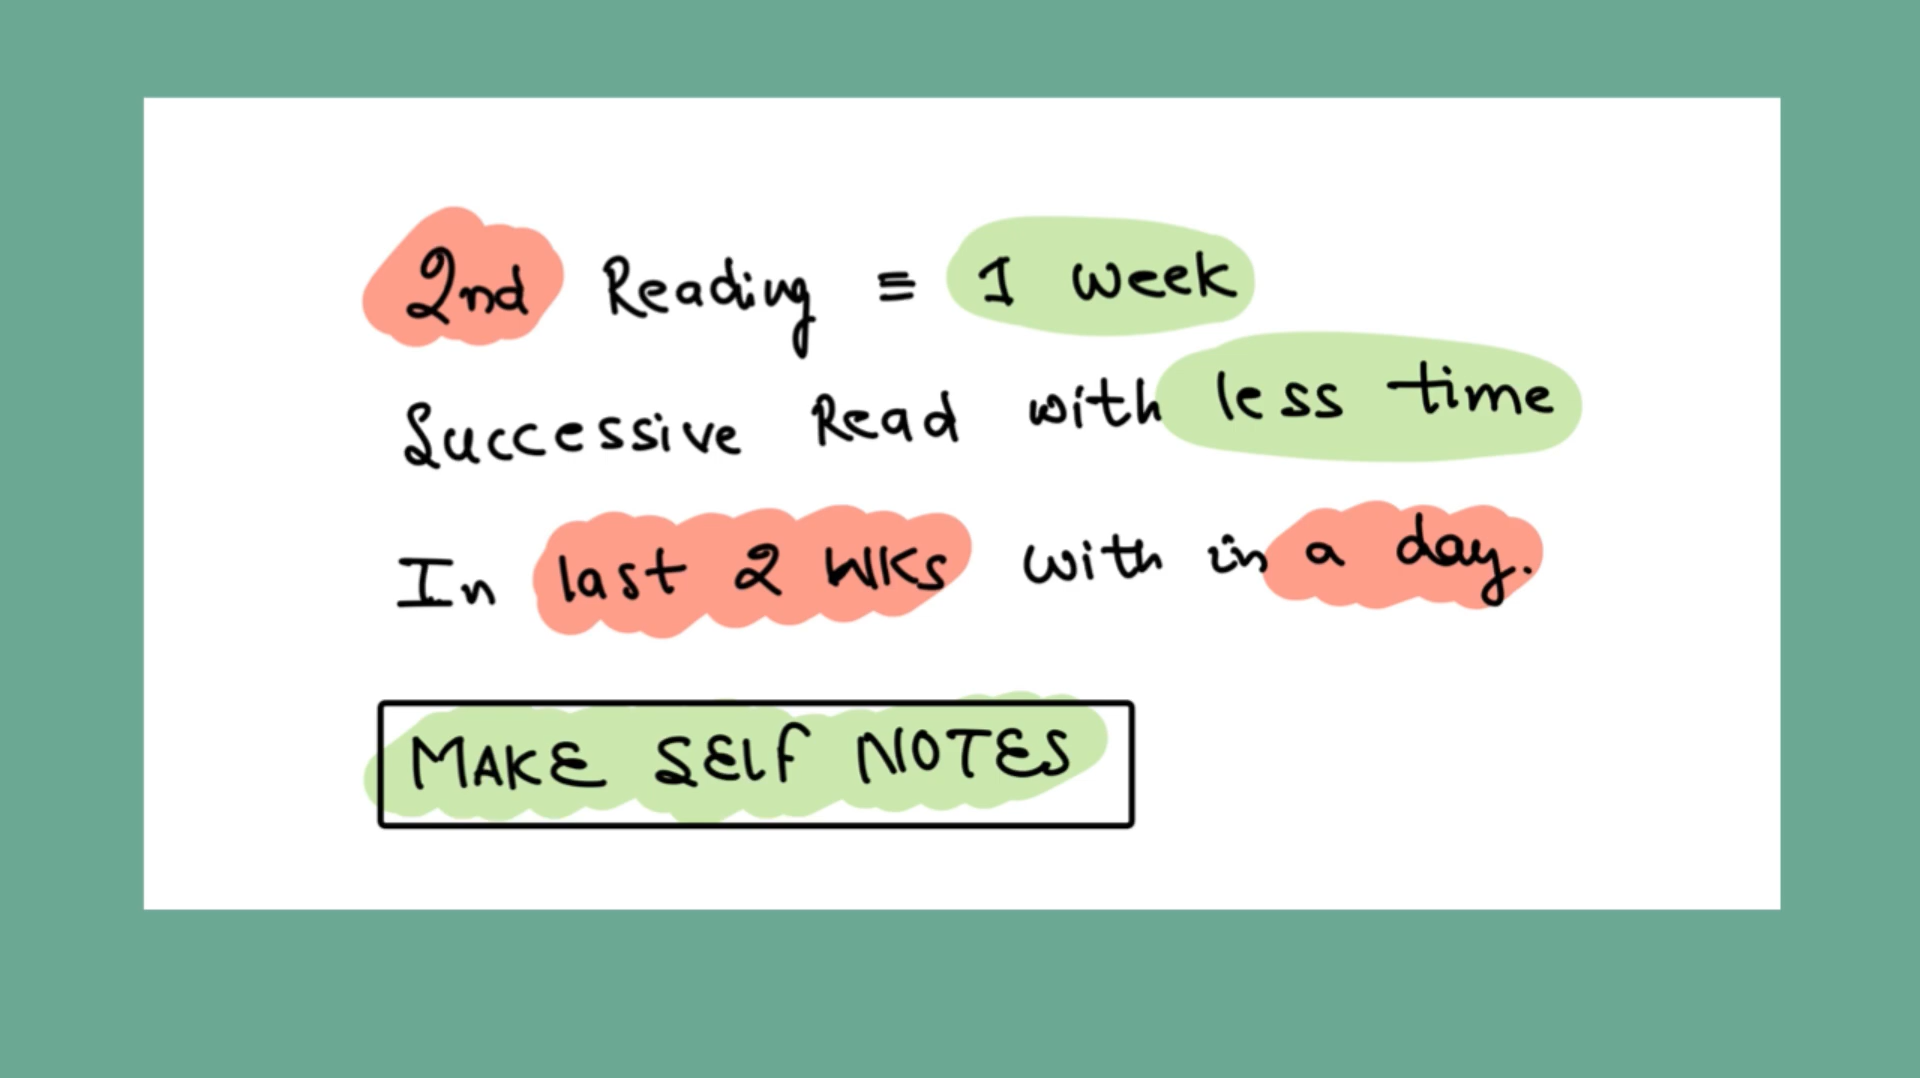 2nd Reading ≡ 1 week
Successive Read with less time
In last 2 WKs with in a day.
MAKE SELF NOTES